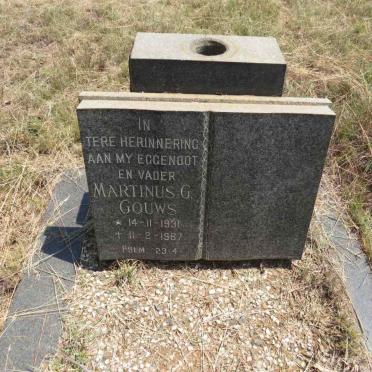 IN
TERE HERINNERING
AAN MY EGGENOOT
EN VADER
MARTINUS G.
GOUWS
★ 14-11-1931
✝ 11-2-1987
PSLM 23-4